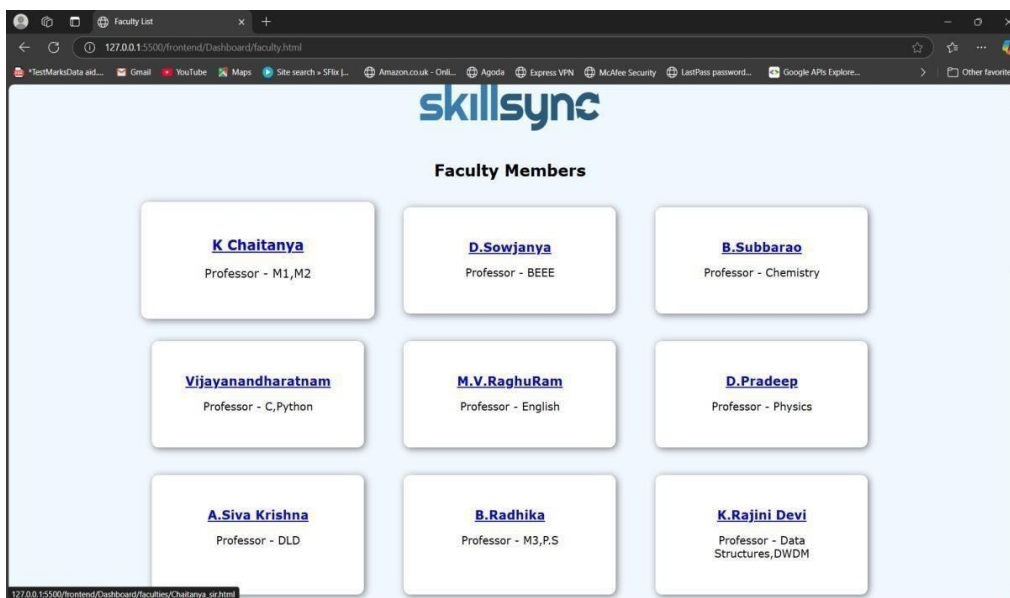 Faculty List
127.0.0.1:5500/frontend/Dashboard/faculty.html
*TestMarksData aid... Gmail YouTube Maps Site search » SFlix |... Amazon.co.uk - Onli... Agoda Express VPN McAfee Security LastPass password... Google APIs Explore... Other favorite
skillsync
Faculty Members
K Chaitanya
Professor - M1,M2
D.Sowjanya
Professor - BEEE
B.Subbarao
Professor - Chemistry
Vijayanandharatnam
Professor - C,Python
M.V.RaghuRam
Professor - English
D.Pradeep
Professor - Physics
A.Siva Krishna
Professor - DLD
B.Radhika
Professor - M3,P.S
K.Rajini Devi
Professor - Data
Structures,DWDM
127.0.0.1:5500/frontend/Dashboard/faculties/Chaitanya_sir.html